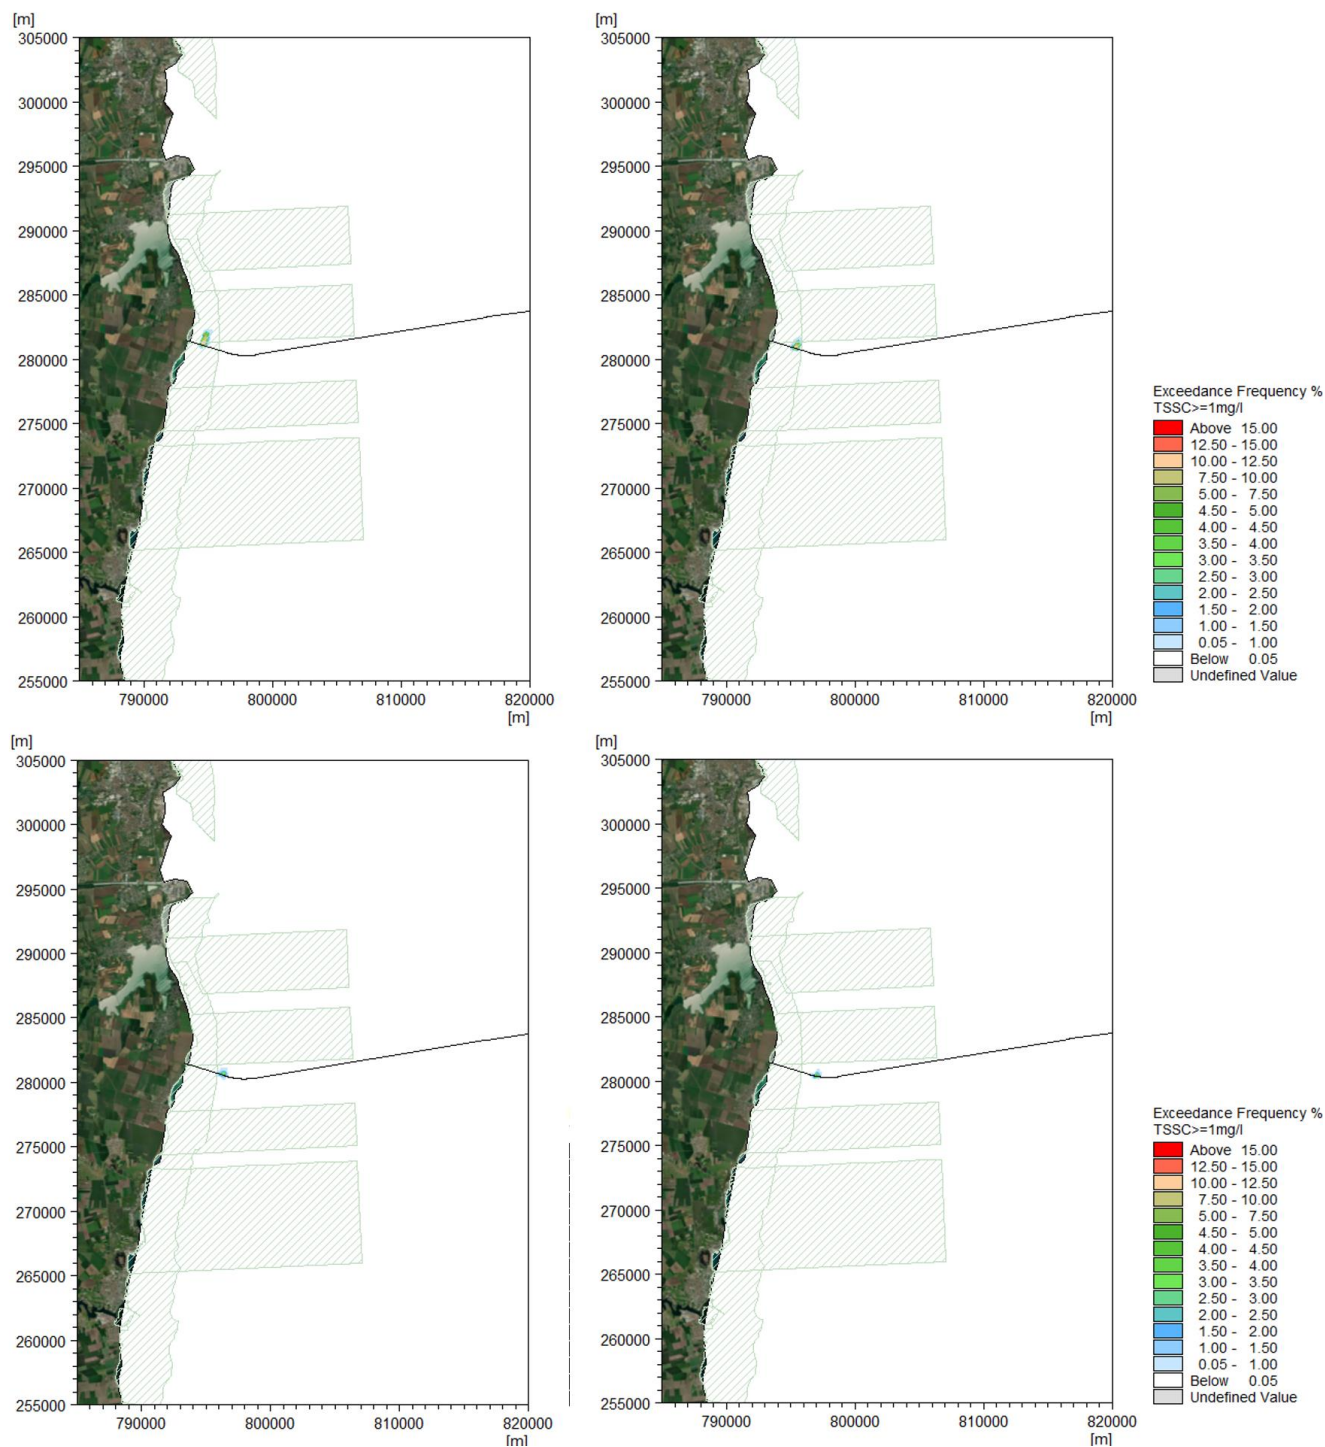 [m]
305000
300000
295000
290000
285000
280000
275000
270000
265000
260000
255000
790000 800000 810000 820000
[m]
[m]
305000
300000
295000
290000
285000
280000
275000
270000
265000
260000
255000
790000 800000 810000 820000
[m]
Exceedance Frequency %
TSSC>=1mg/l
Above 15.00
12.50 - 15.00
10.00 - 12.50
7.50 - 10.00
5.00 - 7.50
4.50 - 5.00
4.00 - 4.50
3.50 - 4.00
3.00 - 3.50
2.50 - 3.00
2.00 - 2.50
1.50 - 2.00
1.00 - 1.50
0.05 - 1.00
Below 0.05
Undefined Value
[m]
305000
300000
295000
290000
285000
280000
275000
270000
265000
260000
255000
790000 800000 810000 820000
[m]
[m]
305000
300000
295000
290000
285000
280000
275000
270000
265000
260000
255000
790000 800000 810000 820000
[m]
Exceedance Frequency %
TSSC>=1mg/l
Above 15.00
12.50 - 15.00
10.00 - 12.50
7.50 - 10.00
5.00 - 7.50
4.50 - 5.00
4.00 - 4.50
3.50 - 4.00
3.00 - 3.50
2.50 - 3.00
2.00 - 2.50
1.50 - 2.00
1.00 - 1.50
0.05 - 1.00
Below 0.05
Undefined Value